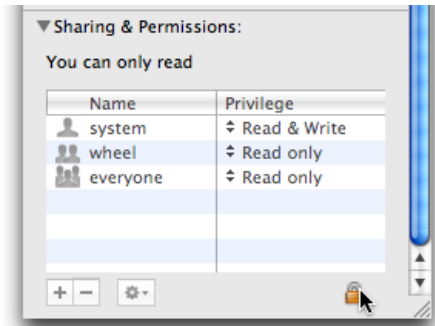 Sharing & Permissions:
You can only read
Name Privilege
system Read & Write
wheel Read only
everyone Read only